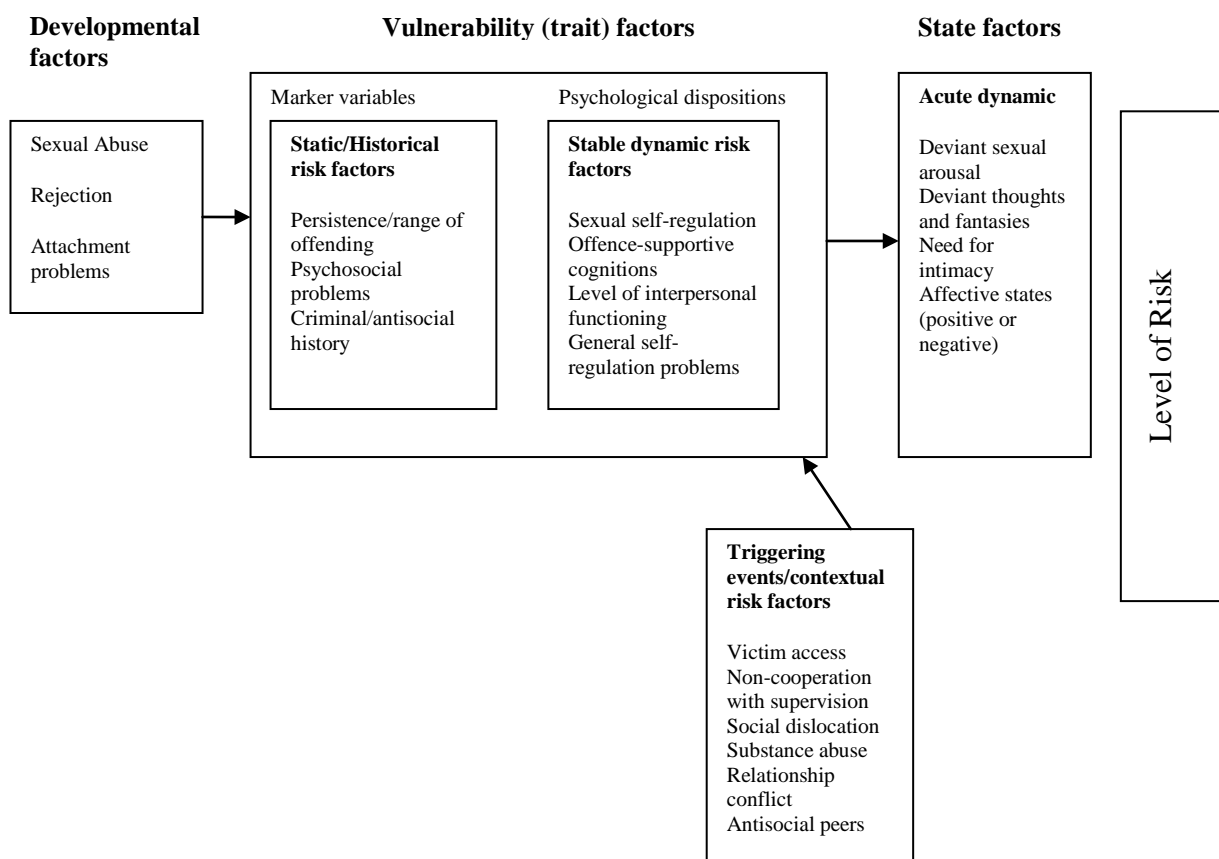 Developmental
factors
Vulnerability (trait) factors
State factors
Sexual Abuse
Rejection
Attachment
problems
Marker variables
Static/Historical
risk factors
Persistence/range of
offending
Psychosocial
problems
Criminal/antisocial
history
Psychological dispositions
Stable dynamic risk
factors
Sexual self-regulation
Offence-supportive
cognitions
Level of interpersonal
functioning
General self-
regulation problems
Acute dynamic
Deviant sexual
arousal
Deviant thoughts
and fantasies
Need for
intimacy
Affective states
(positive or
negative)
Level of Risk
Triggering
events/contextual
risk factors
Victim access
Non-cooperation
with supervision
Social dislocation
Substance abuse
Relationship
conflict
Antisocial peers